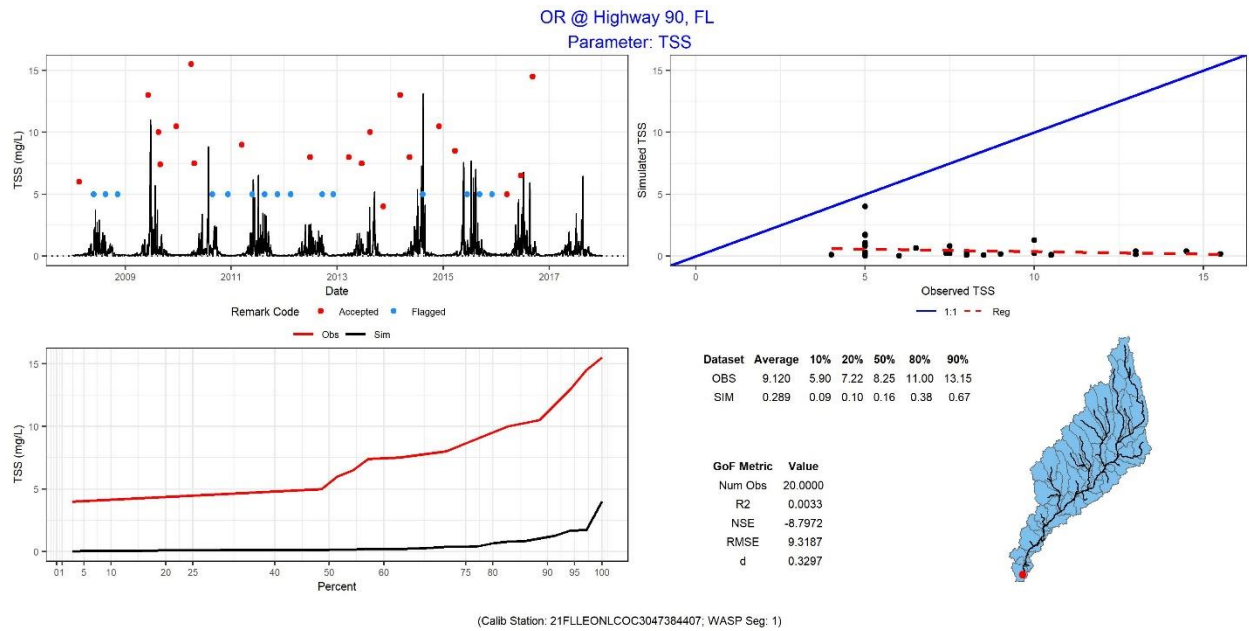 OR @ Highway 90, FL
Parameter: TSS
TSS (mg/L)
15
10
5
0
2009 2011 2013 2015 2017
Date
Remark Code Accepted Flagged
Simulated TSS
15
10
5
0
0 5 10 15
Observed TSS
1:1 Reg
Obs Sim
TSS (mg/L)
15
10
5
0
0 1 5 10 20 25 40 50 60 75 80 90 95 100
Percent
Dataset Average 10% 20% 50% 80% 90%
OBS 9.120 5.90 7.22 8.25 11.00 13.15
SIM 0.289 0.09 0.10 0.16 0.38 0.67
GoF Metric Value
Num Obs 20.0000
R2 0.0033
NSE -8.7972
RMSE 9.3187
d 0.3297
(Calib Station: 21FLLEONLCOC3047384407; WASP Seg: 1)